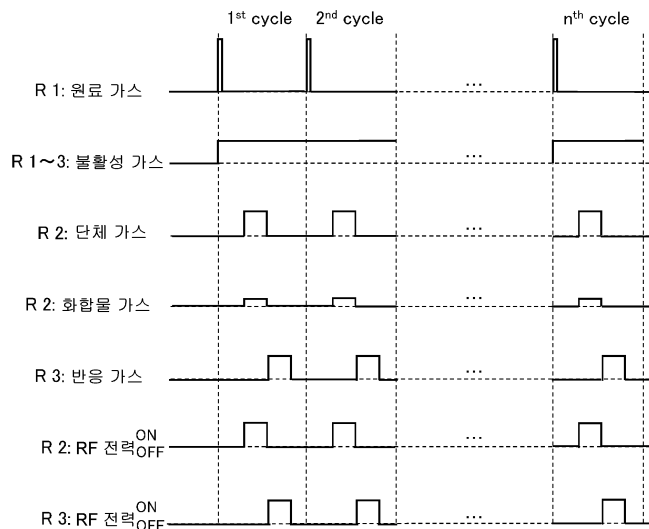 1st cycle 2nd cycle nth cycle
R 1: 원료 가스 ...
R 1～3: 불활성 가스 ...
R 2: 단체 가스 ...
R 2: 화합물 가스 ...
R 3: 반응 가스 ...
R 2: RF 전력 ON OFF ...
R 3: RF 전력 ON OFF ...